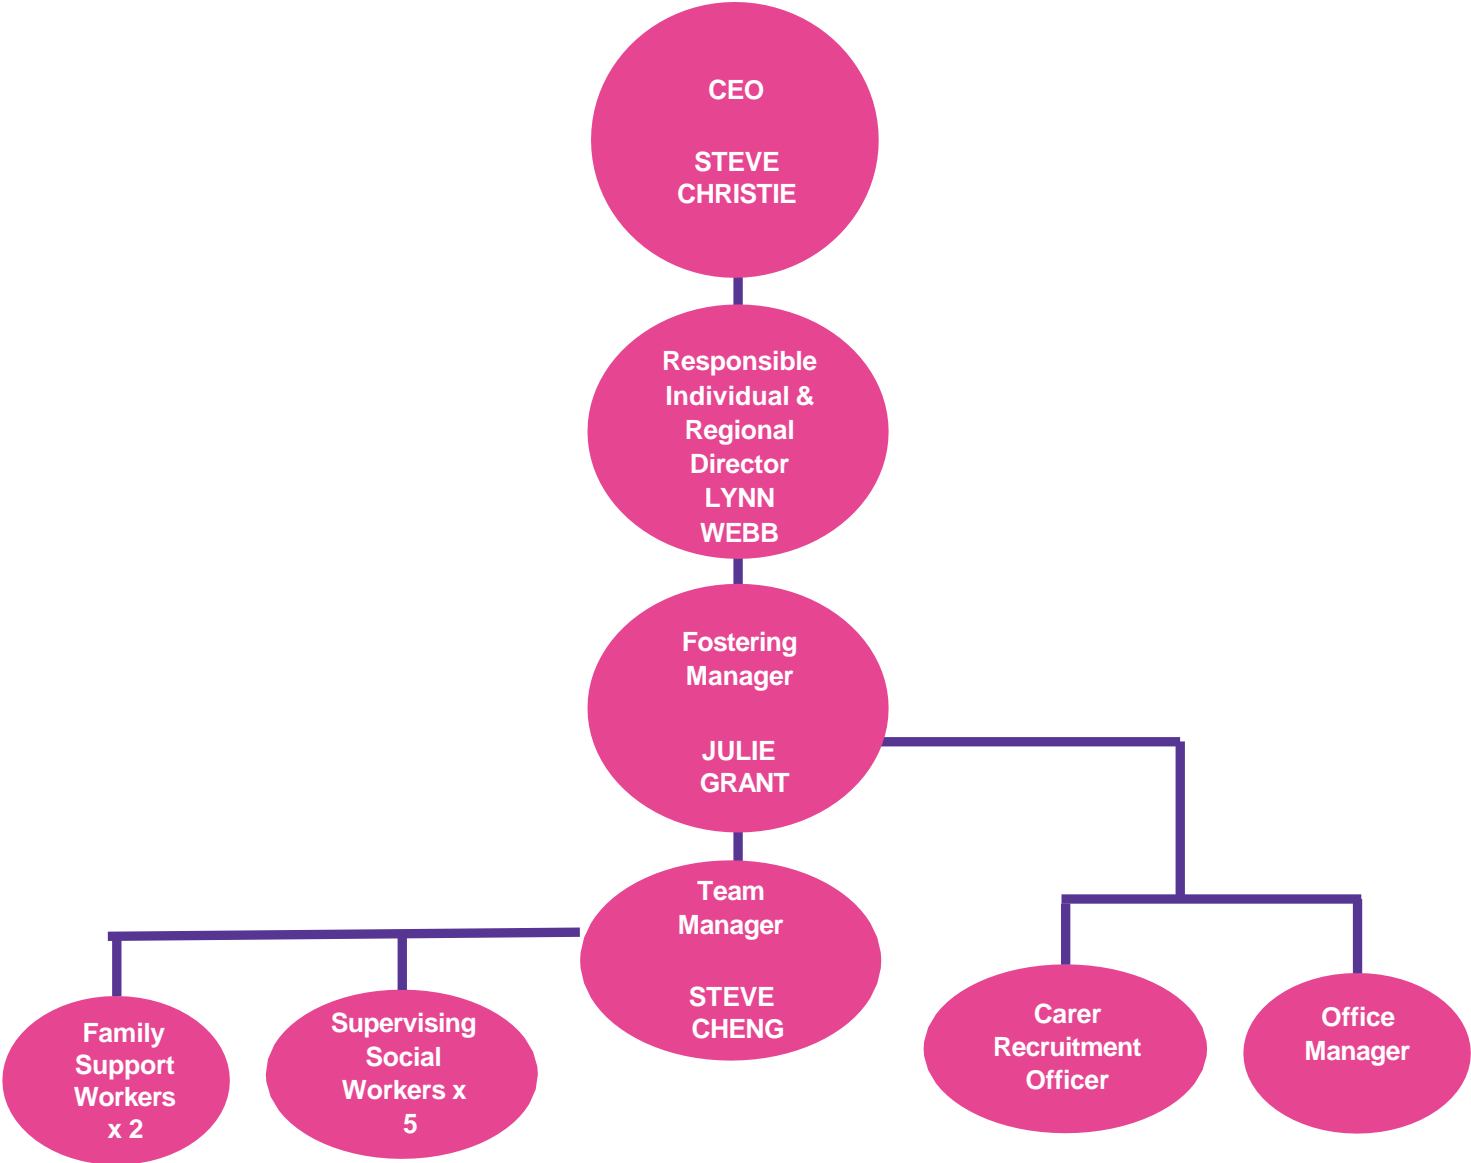 CEO
STEVE
CHRISTIE
Responsible
Individual &
Regional
Director
LYNN
WEBB
Fostering
Manager
JULIE
GRANT
Team
Manager
STEVE
CHENG
Family
Support
Workers
x 2
Supervising
Social
Workers x
5
Carer
Recruitment
Officer
Office
Manager